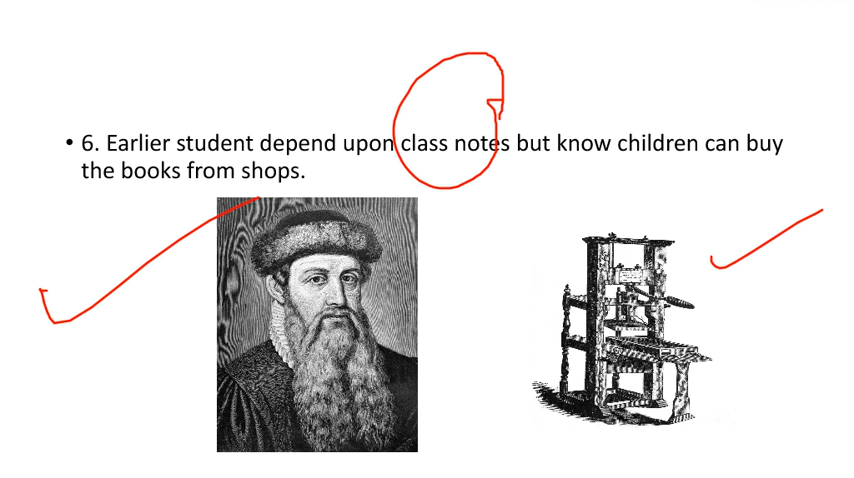 • 6. Earlier student depend upon class notes but know children can buy
the books from shops.